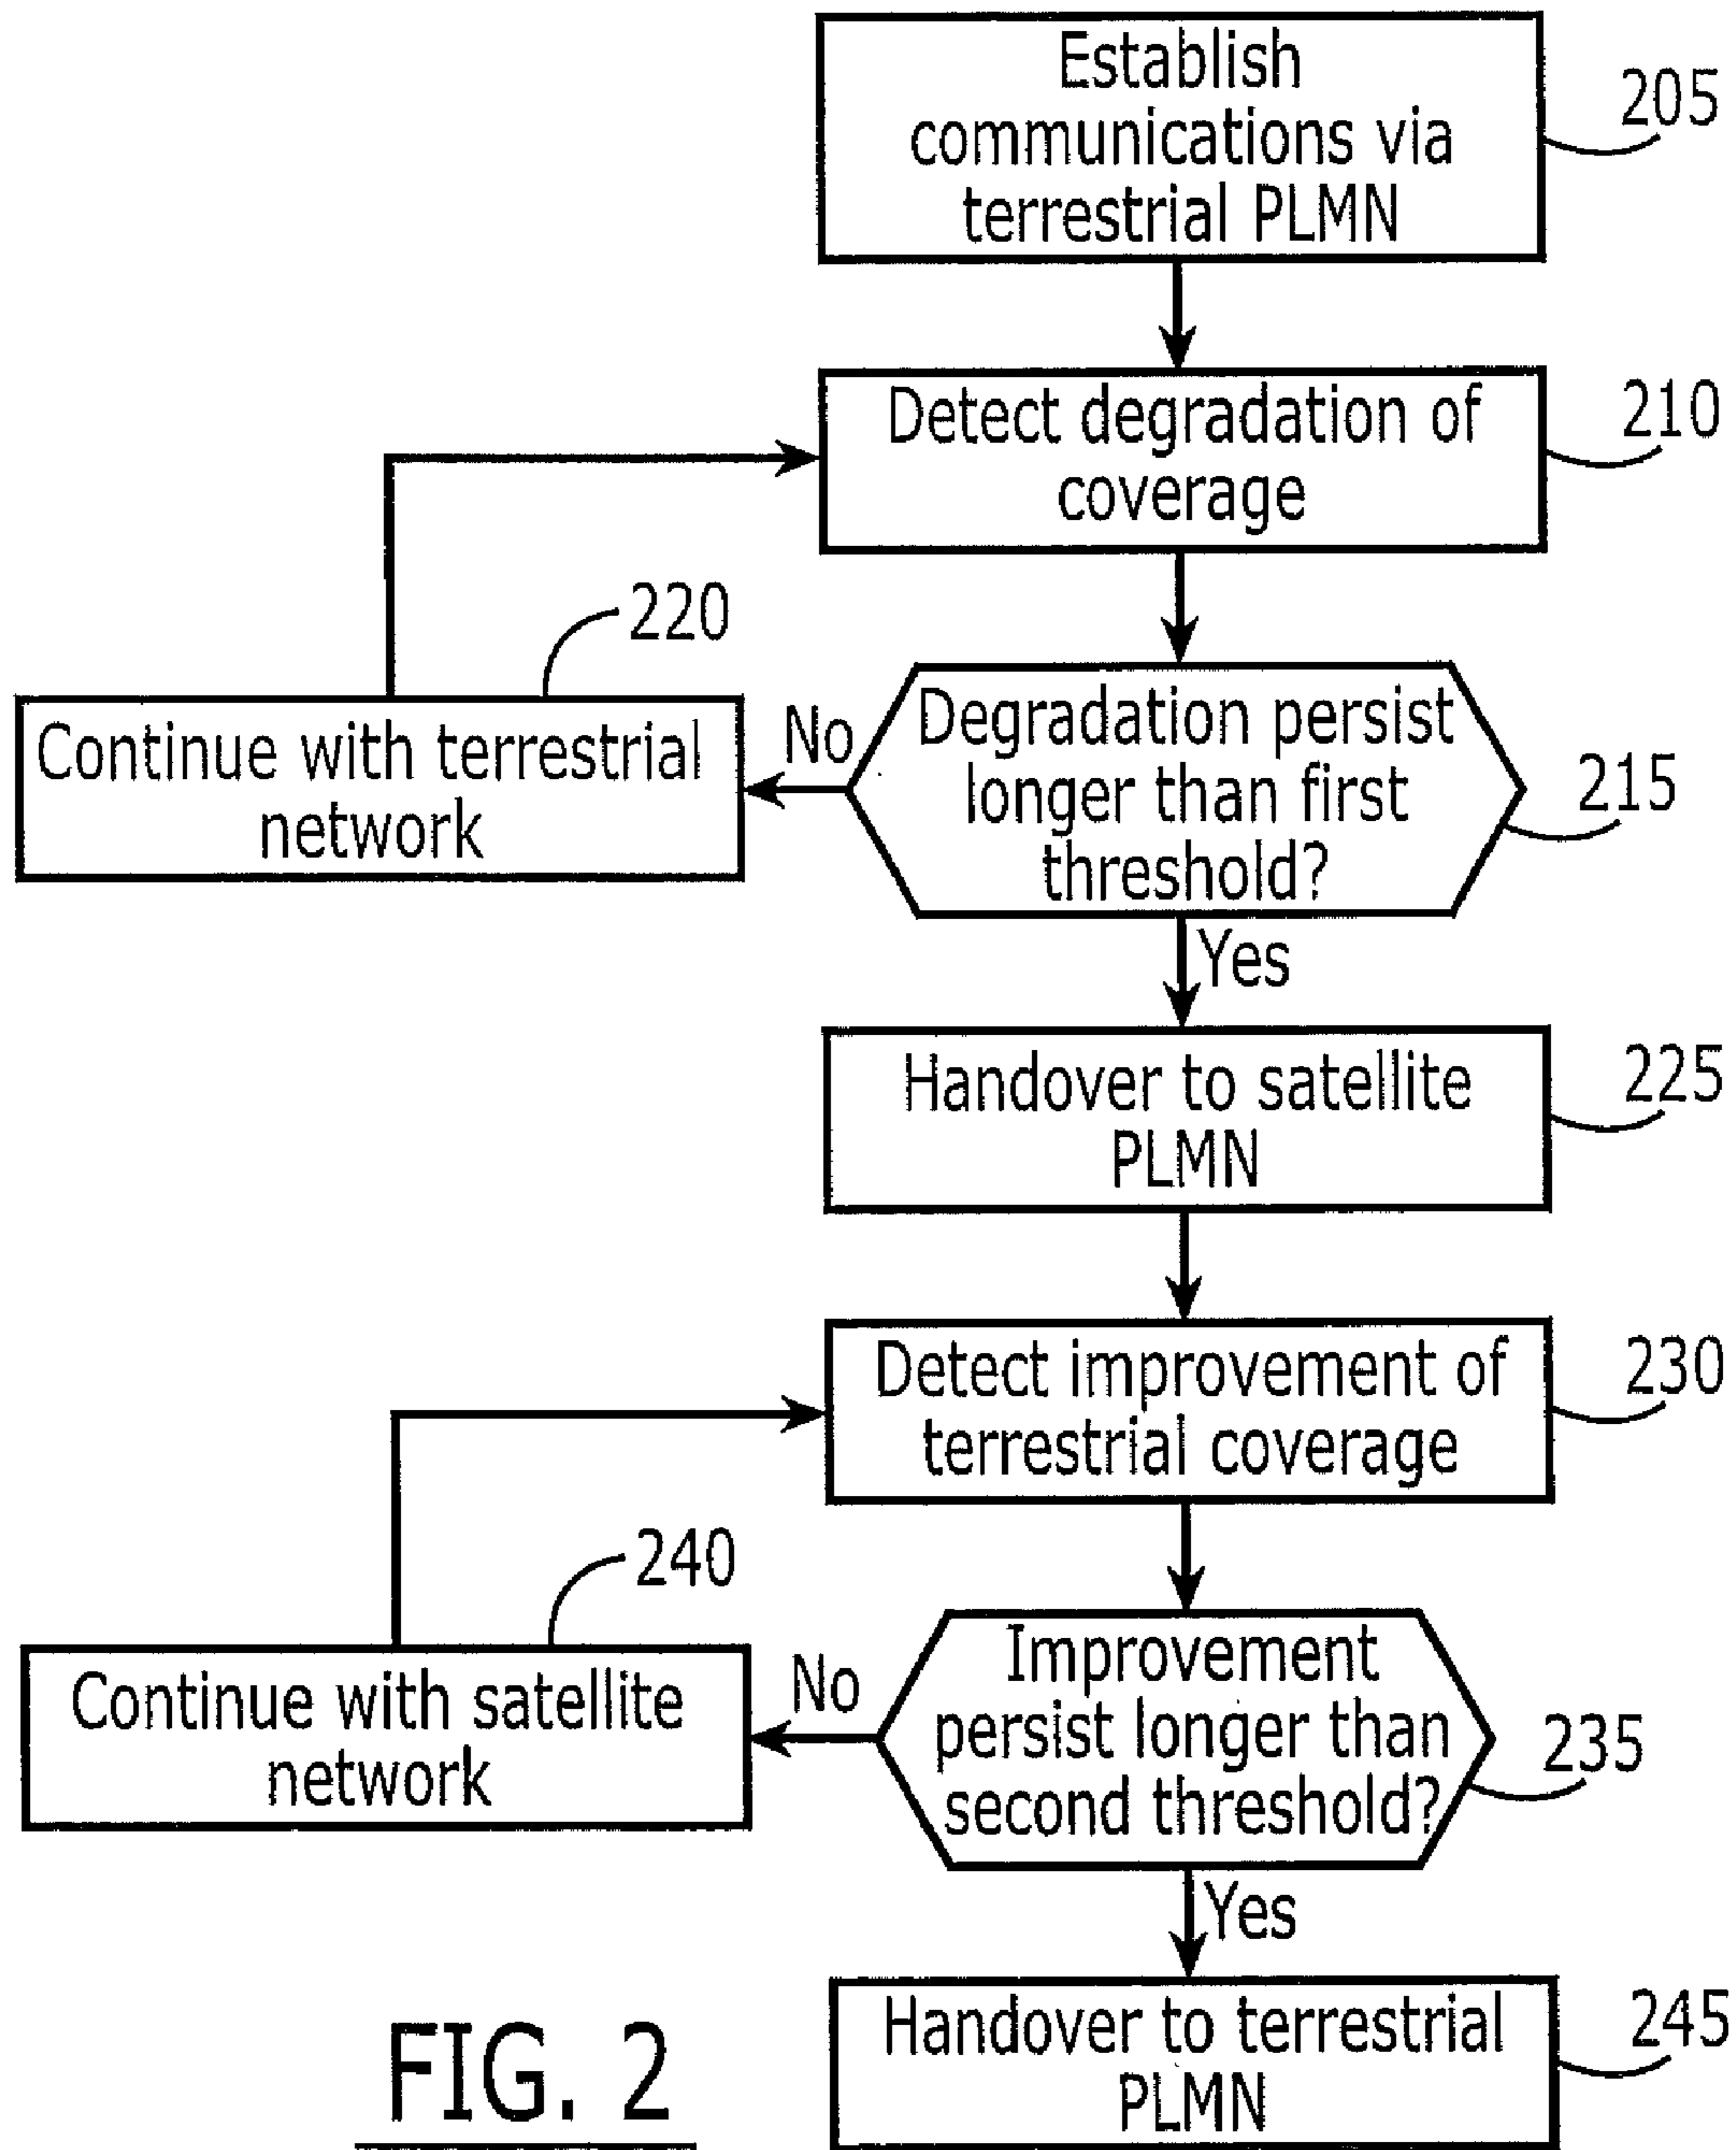 Establish
communications via
terrestrial PLMN
205
Detect degradation of
coverage
210
220
Continue with terrestrial
network
No
Degradation persist
longer than first
threshold?
215
Yes
Handover to satellite
PLMN
225
Detect improvement of
terrestrial coverage
230
240
Continue with satellite
network
No
Improvement
persist longer than
second threshold?
235
Yes
Handover to terrestrial
PLMN
245
FIG. 2